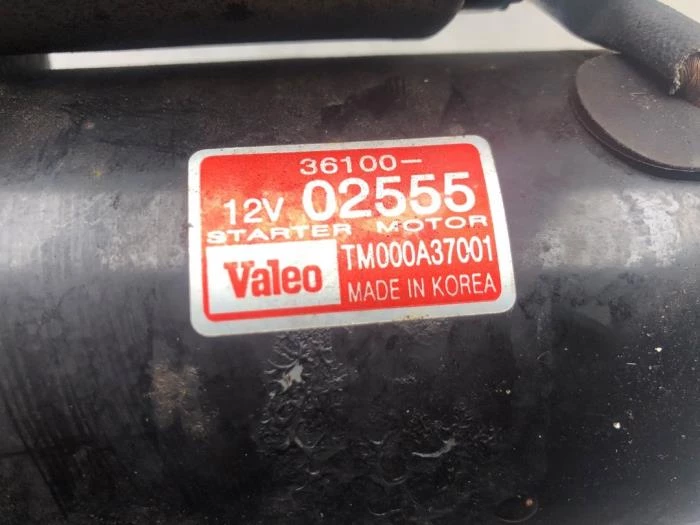 36100-
12V 02555
STARTER MOTOR
Valeo TM000A37001
MADE IN KOREA